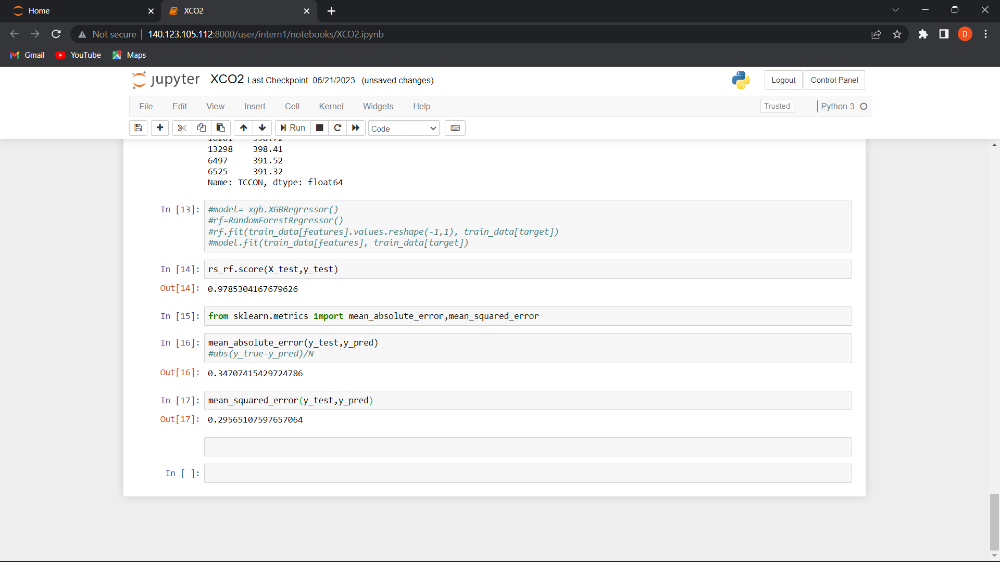 Home
XCO2
Not secure
140.123.105.112:8000/user/intern1/notebooks/XCO2.ipynb
D
Gmail
YouTube
Maps
jupyter
XCO2 Last Checkpoint: 06/21/2023 (unsaved changes)
Logout
Control Panel
File Edit View Insert Cell Kernel Widgets Help
Trusted
Python 3
Run
Code
13298 398.41
6497 391.52
6525 391.32
Name: TCCON, dtype: float64
In [13]: #model= xgb.XGBRegressor()
#rf=RandomForestRegressor()
#rf.fit(train_data[features].values.reshape(-1,1), train_data[target])
#model.fit(train_data[features], train_data[target])
In [14]: rs_rf.score(X_test,y_test)
Out[14]: 0.9785304167679626
In [15]: from sklearn.metrics import mean_absolute_error,mean_squared_error
In [16]: mean_absolute_error(y_test,y_pred)
#abs(y_true-y_pred)/N
Out[16]: 0.34707415429724786
In [17]: mean_squared_error(y_test,y_pred)
Out[17]: 0.29565107597657064
In [ ]: